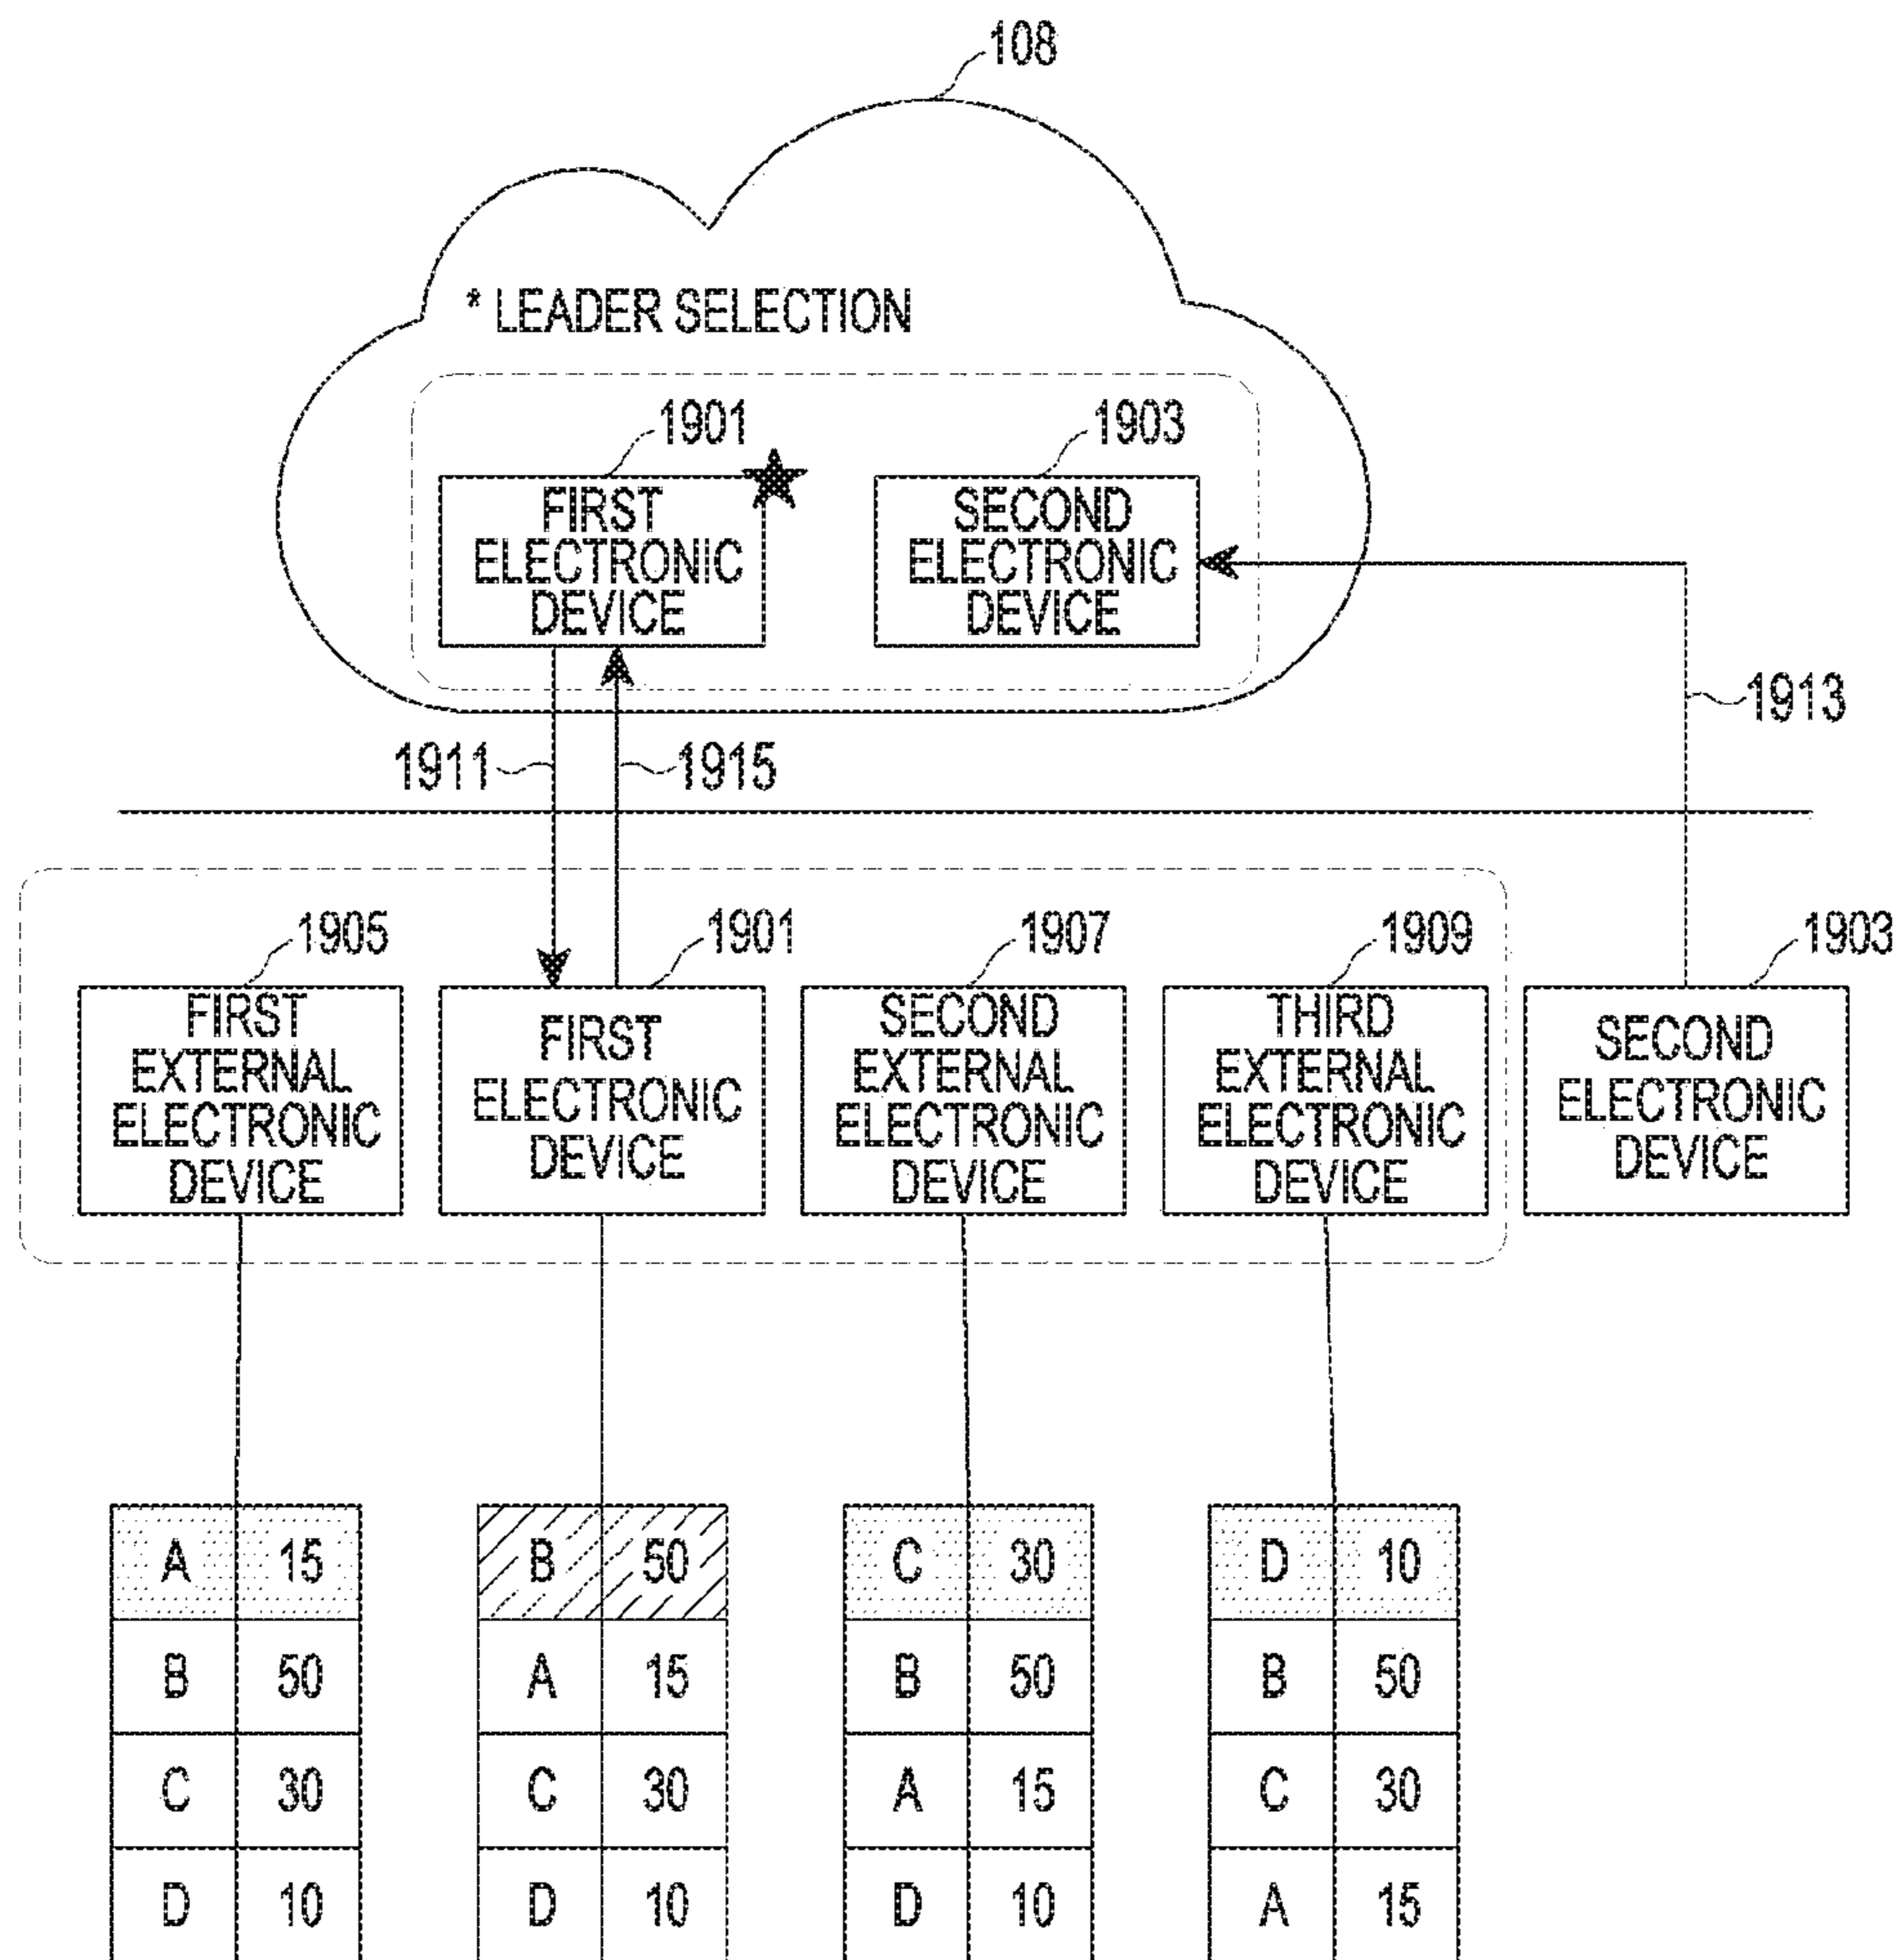 108
* LEADER SELECTION
1901
1903
FIRST
ELECTRONIC
DEVICE
SECOND
ELECTRONIC
DEVICE
1911
1915
1913
1905
1901
1907
1909
1903
FIRST
EXTERNAL
ELECTRONIC
DEVICE
FIRST
ELECTRONIC
DEVICE
SECOND
EXTERNAL
ELECTRONIC
DEVICE
THIRD
EXTERNAL
ELECTRONIC
DEVICE
SECOND
ELECTRONIC
DEVICE
A 15
B 50
C 30
D 10
B 50
A 15
C 30
D 10
C 30
B 50
A 15
D 10
D 10
B 50
C 30
A 15